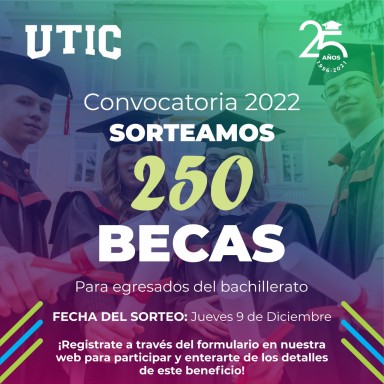 UTIC
25
AÑOS
1996-2021
Convocatoria 2022
SORTEAMOS
250
BECAS
Para egresados del bachillerato
FECHA DEL SORTEO: Jueves 9 de Diciembre
¡Registrate a través del formulario en nuestra
web para participar y enterarte de los detalles
de este beneficio!